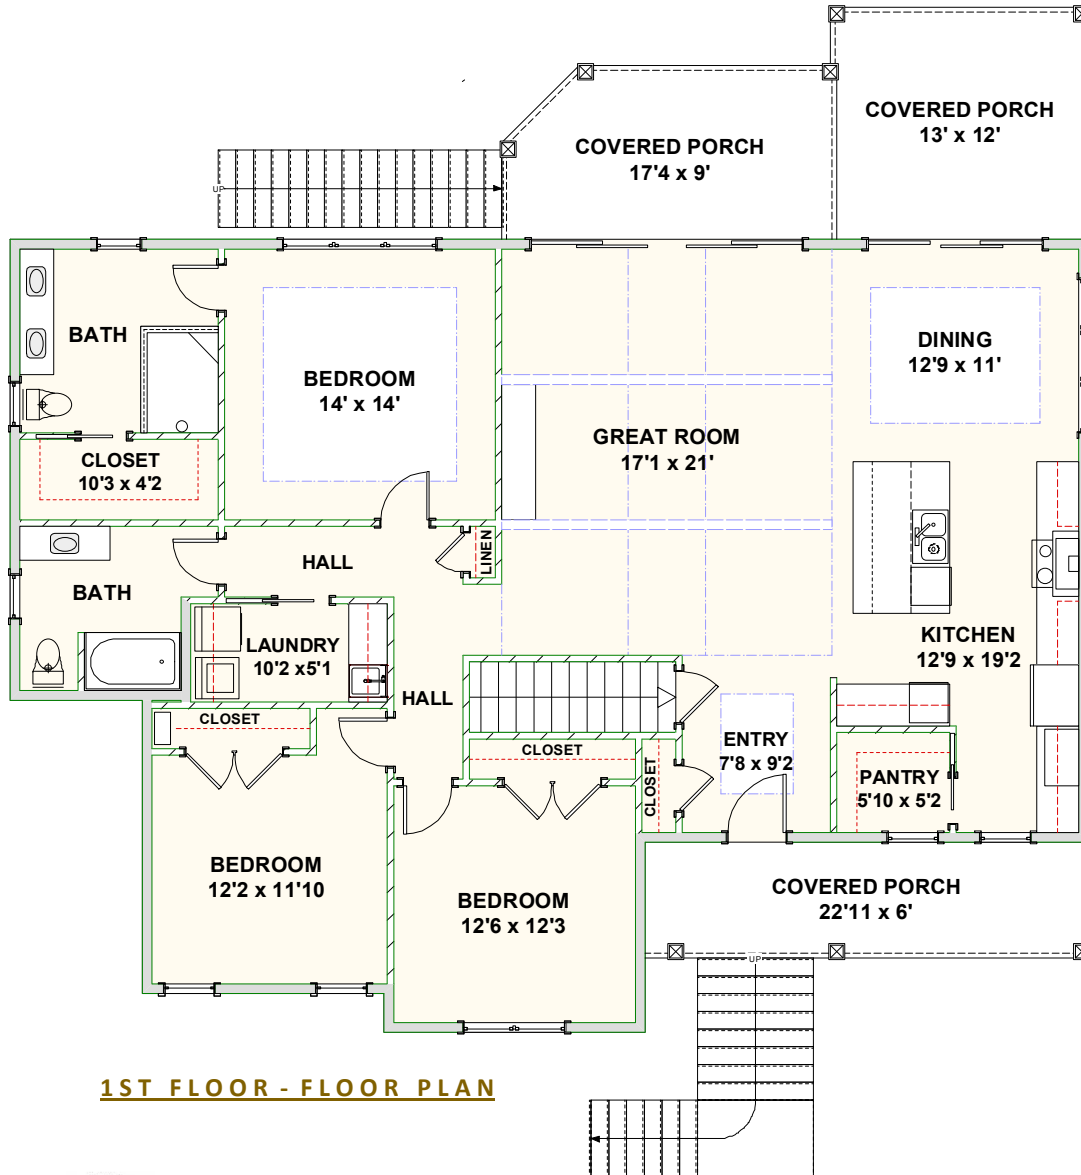 COVERED PORCH
13' x 12'
COVERED PORCH
17'4 x 9'
UP
BATH
BEDROOM
14' x 14'
DINING
12'9 x 11'
GREAT ROOM
17'1 x 21'
CLOSET
10'3 x 4'2
HALL
LINEN
BATH
LAUNDRY
10'2 x5'1
KITCHEN
12'9 x 19'2
HALL
CLOSET
CLOSET
CLOSET
ENTRY
7'8 x 9'2
PANTRY
5'10 x 5'2
BEDROOM
12'2 x 11'10
BEDROOM
12'6 x 12'3
COVERED PORCH
22'11 x 6'
UP
1ST FLOOR - FLOOR PLAN